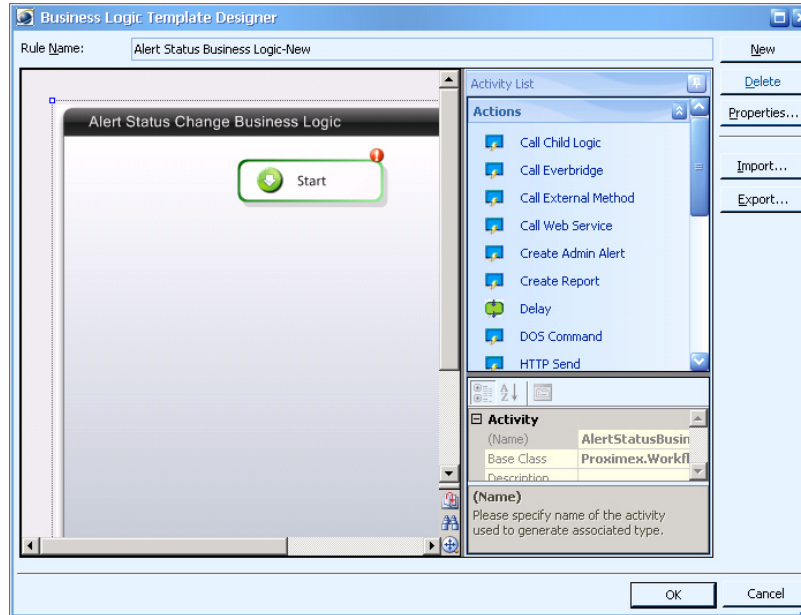 Business Logic Template Designer
Rule Name:
Alert Status Business Logic-New
New
Delete
Properties...
Import...
Export...
Alert Status Change Business Logic
Start
Activity List
Actions
Call Child Logic
Call Everbridge
Call External Method
Call Web Service
Create Admin Alert
Create Report
Delay
DOS Command
HTTP Send
Activity
(Name) AlertStatusBusin
Base Class Proximex.Workfl
Description
(Name)
Please specify name of the activity
used to generate associated type.
OK
Cancel